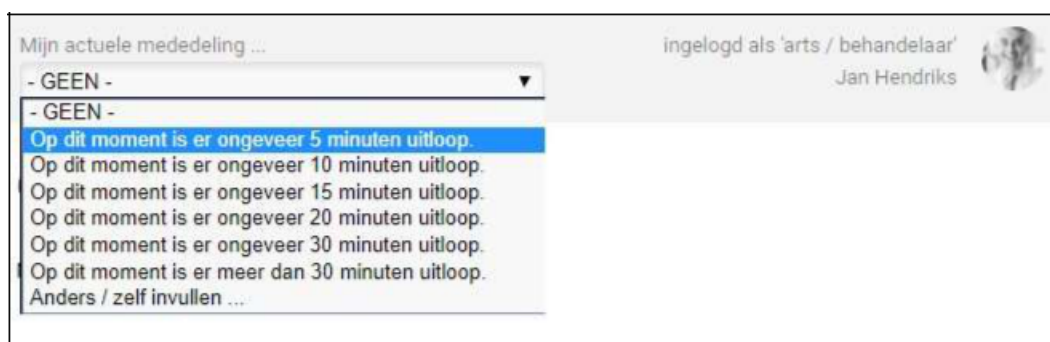 Mijn actuele mededeling ...
ingelogd als 'arts / behandelaar'
Jan Hendriks
- GEEN -
- GEEN -
Op dit moment is er ongeveer 5 minuten uitloop.
Op dit moment is er ongeveer 10 minuten uitloop.
Op dit moment is er ongeveer 15 minuten uitloop.
Op dit moment is er ongeveer 20 minuten uitloop.
Op dit moment is er ongeveer 30 minuten uitloop.
Op dit moment is er meer dan 30 minuten uitloop.
Anders / zelf invullen ...